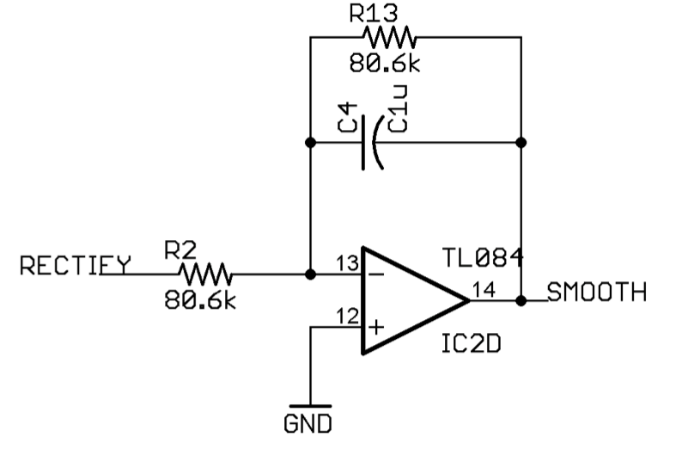 R13
80.6k
C4
C1u
RECTIFY
R2
80.6k
13
-
TL084
14
SMOOTH
12
+
IC2D
GND